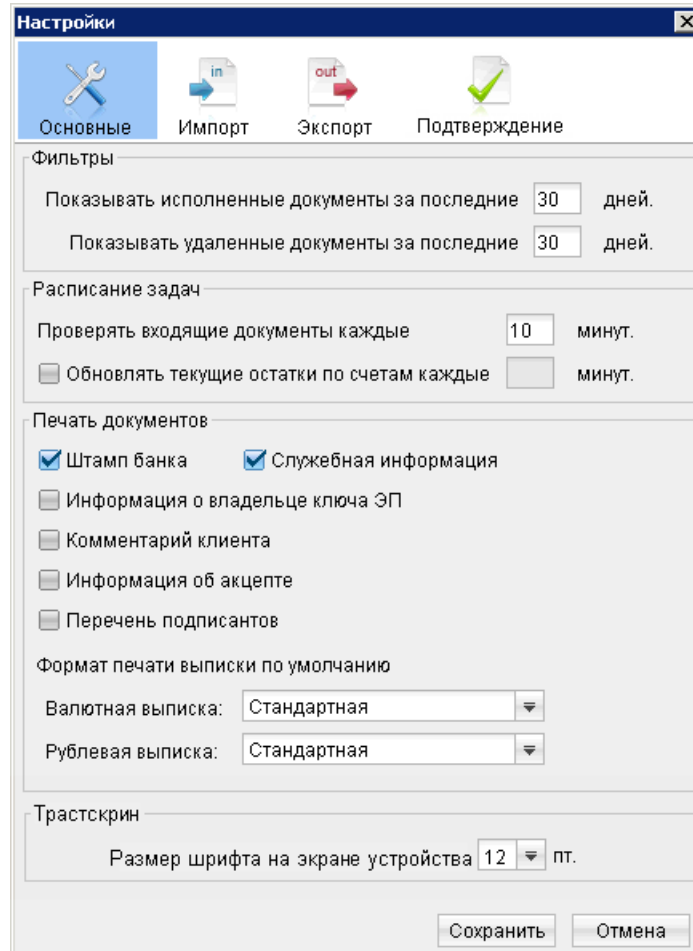 Настройки
in out
Основные Импорт Экспорт Подтверждение
Фильтры
Показывать исполненные документы за последние 30 дней.
Показывать удаленные документы за последние 30 дней.
Расписание задач
Проверять входящие документы каждые 10 минут.
Обновлять текущие остатки по счетам каждые минут.
Печать документов
Штамп банка Служебная информация
Информация о владельце ключа ЭП
Комментарий клиента
Информация об акцепте
Перечень подписантов
Формат печати выписки по умолчанию
Валютная выписка: Стандартная
Рублевая выписка: Стандартная
Трастскрин
Размер шрифта на экране устройства 12 пт.
Сохранить Отмена